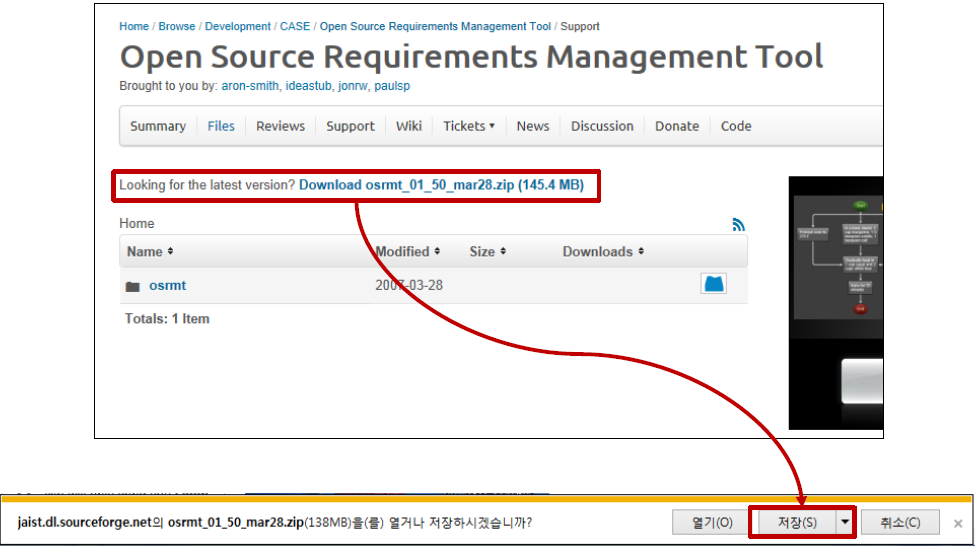 Home / Browse / Development / CASE / Open Source Requirements Management Tool / Support
Open Source Requirements Management Tool
Brought to you by: aron-smith, ideastub, jonrw, paulsp
Summary Files Reviews Support Wiki Tickets News Discussion Donate Code
Looking for the latest version? Download osrmt_01_50_mar28.zip (145.4 MB)
Home
Name Modified Size Downloads
osrmt 2007-03-28
Totals: 1 Item
jaist.dl.sourceforge.net의 osrmt_01_50_mar28.zip(138MB)을(를) 열거나 저장하시겠습니까? 열기(O) 저장(S) 취소(C) ×